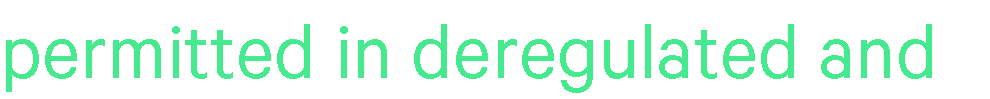 permitted in deregulated and